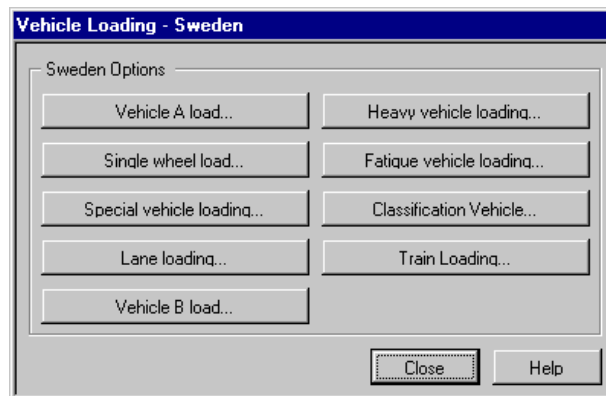 Vehicle Loading - Sweden
Sweden Options
Vehicle A load...
Heavy vehicle loading...
Single wheel load...
Fatigue vehicle loading...
Special vehicle loading...
Classification Vehicle...
Lane loading...
Train Loading...
Vehicle B load...
Close
Help